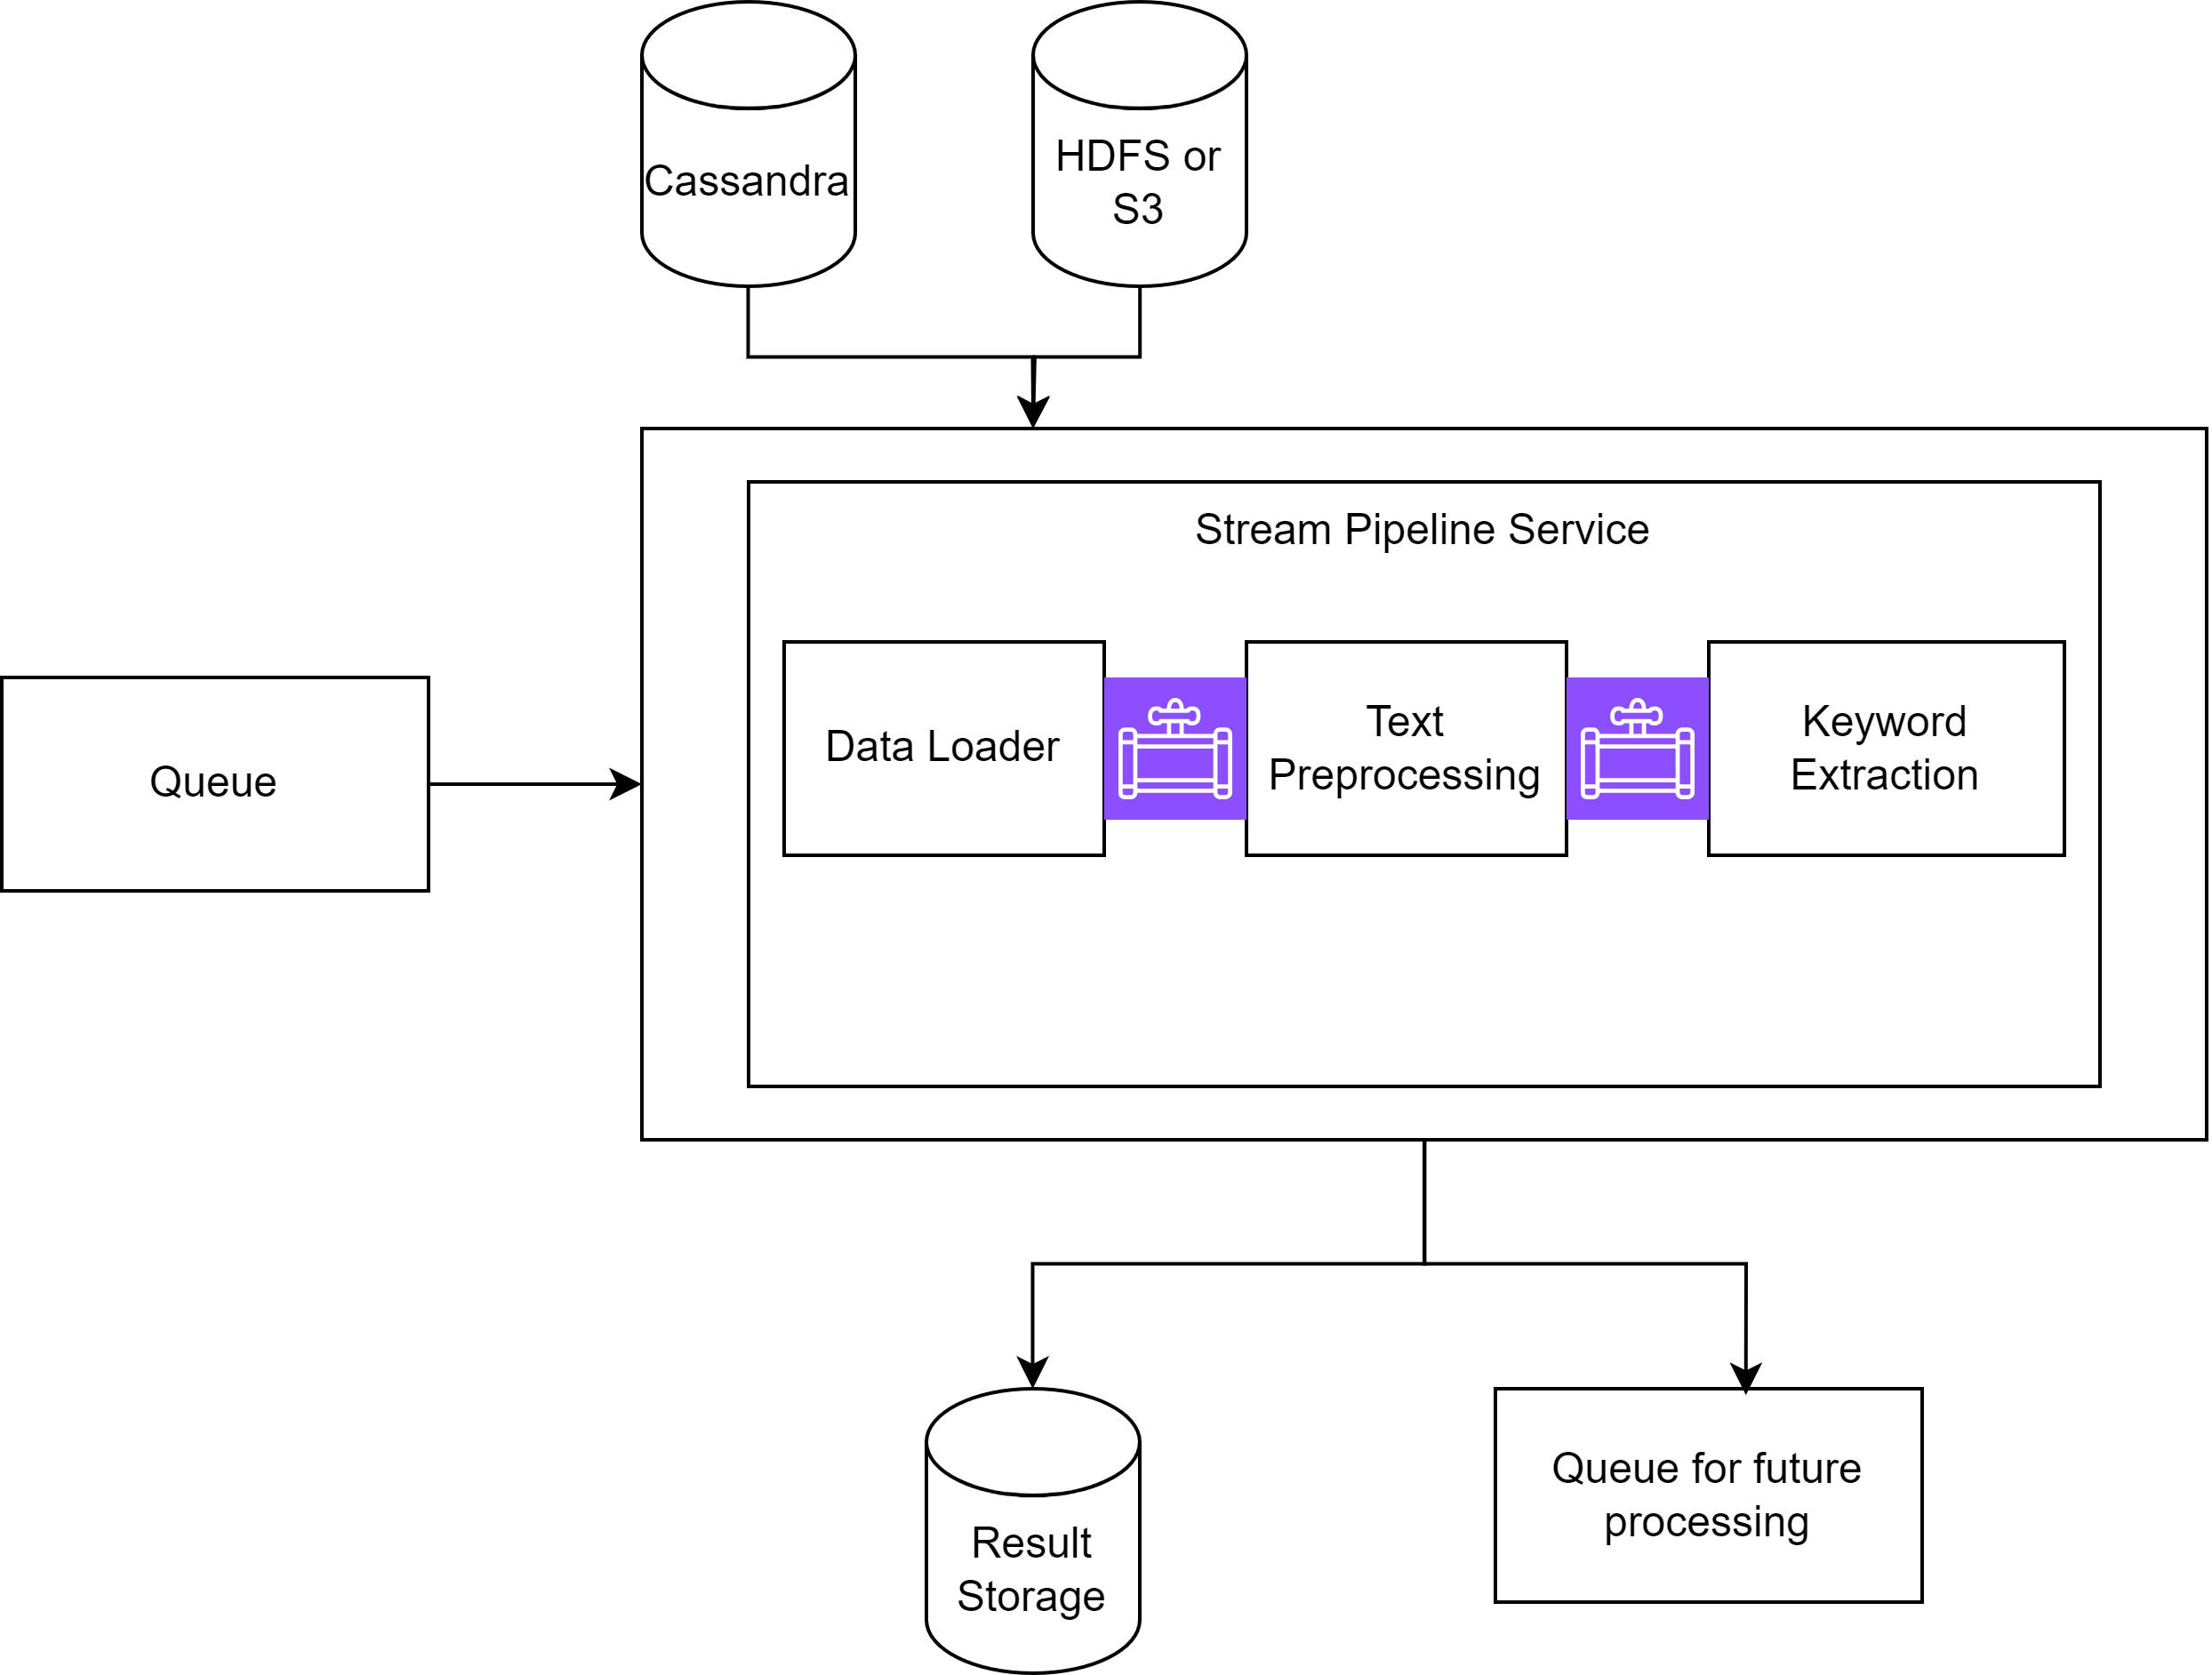 Cassandra
HDFS or
S3
Stream Pipeline Service
Queue
Data Loader
Text
Preprocessing
Keyword
Extraction
Result
Storage
Queue for future
processing